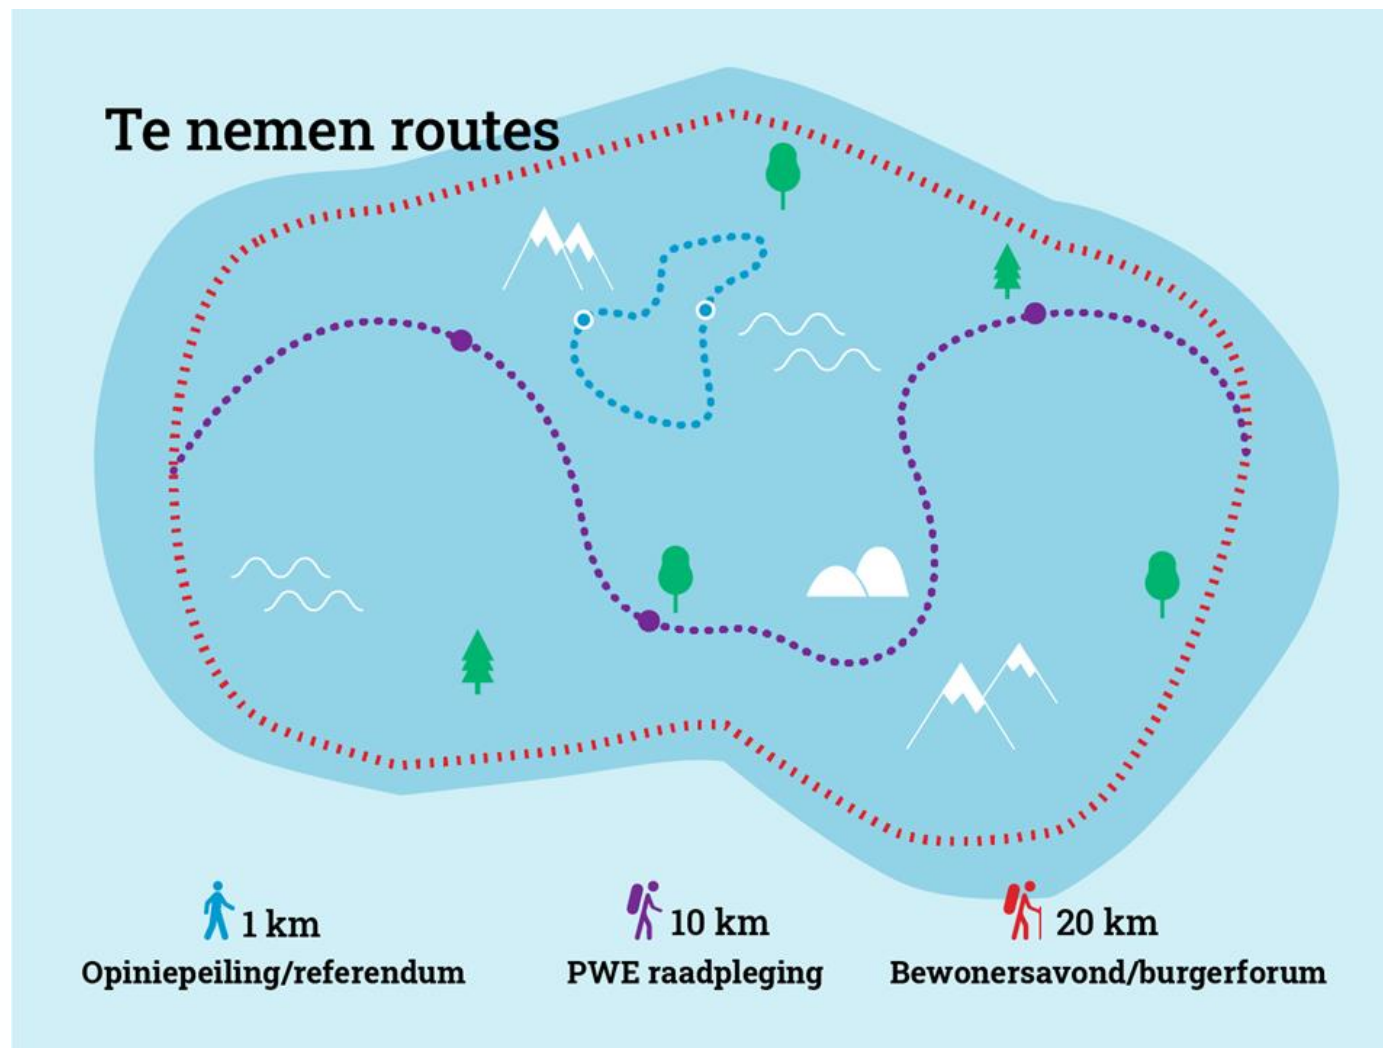 Te nemen routes
1 km
Opiniepeiling/referendum
10 km
PWE raadpleging
20 km
Bewonersavond/burgerforum